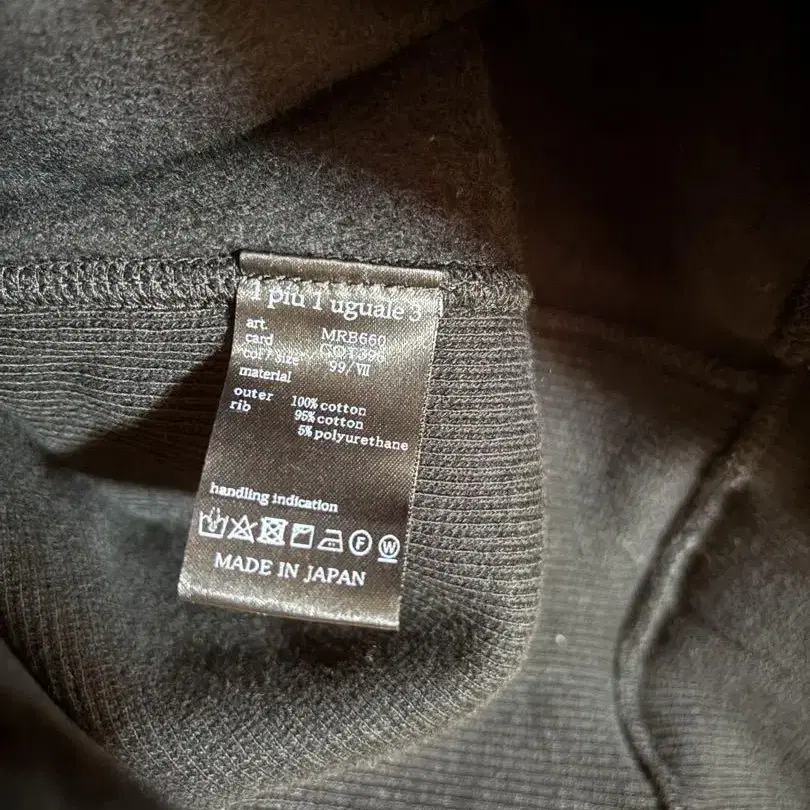 1 più 1 uguale 3
art. MRB660
card COT396
col / size 99/Ⅶ
material
outer 100% cotton
rib 95% cotton
5% polyurethane
handling indication
F W
MADE IN JAPAN